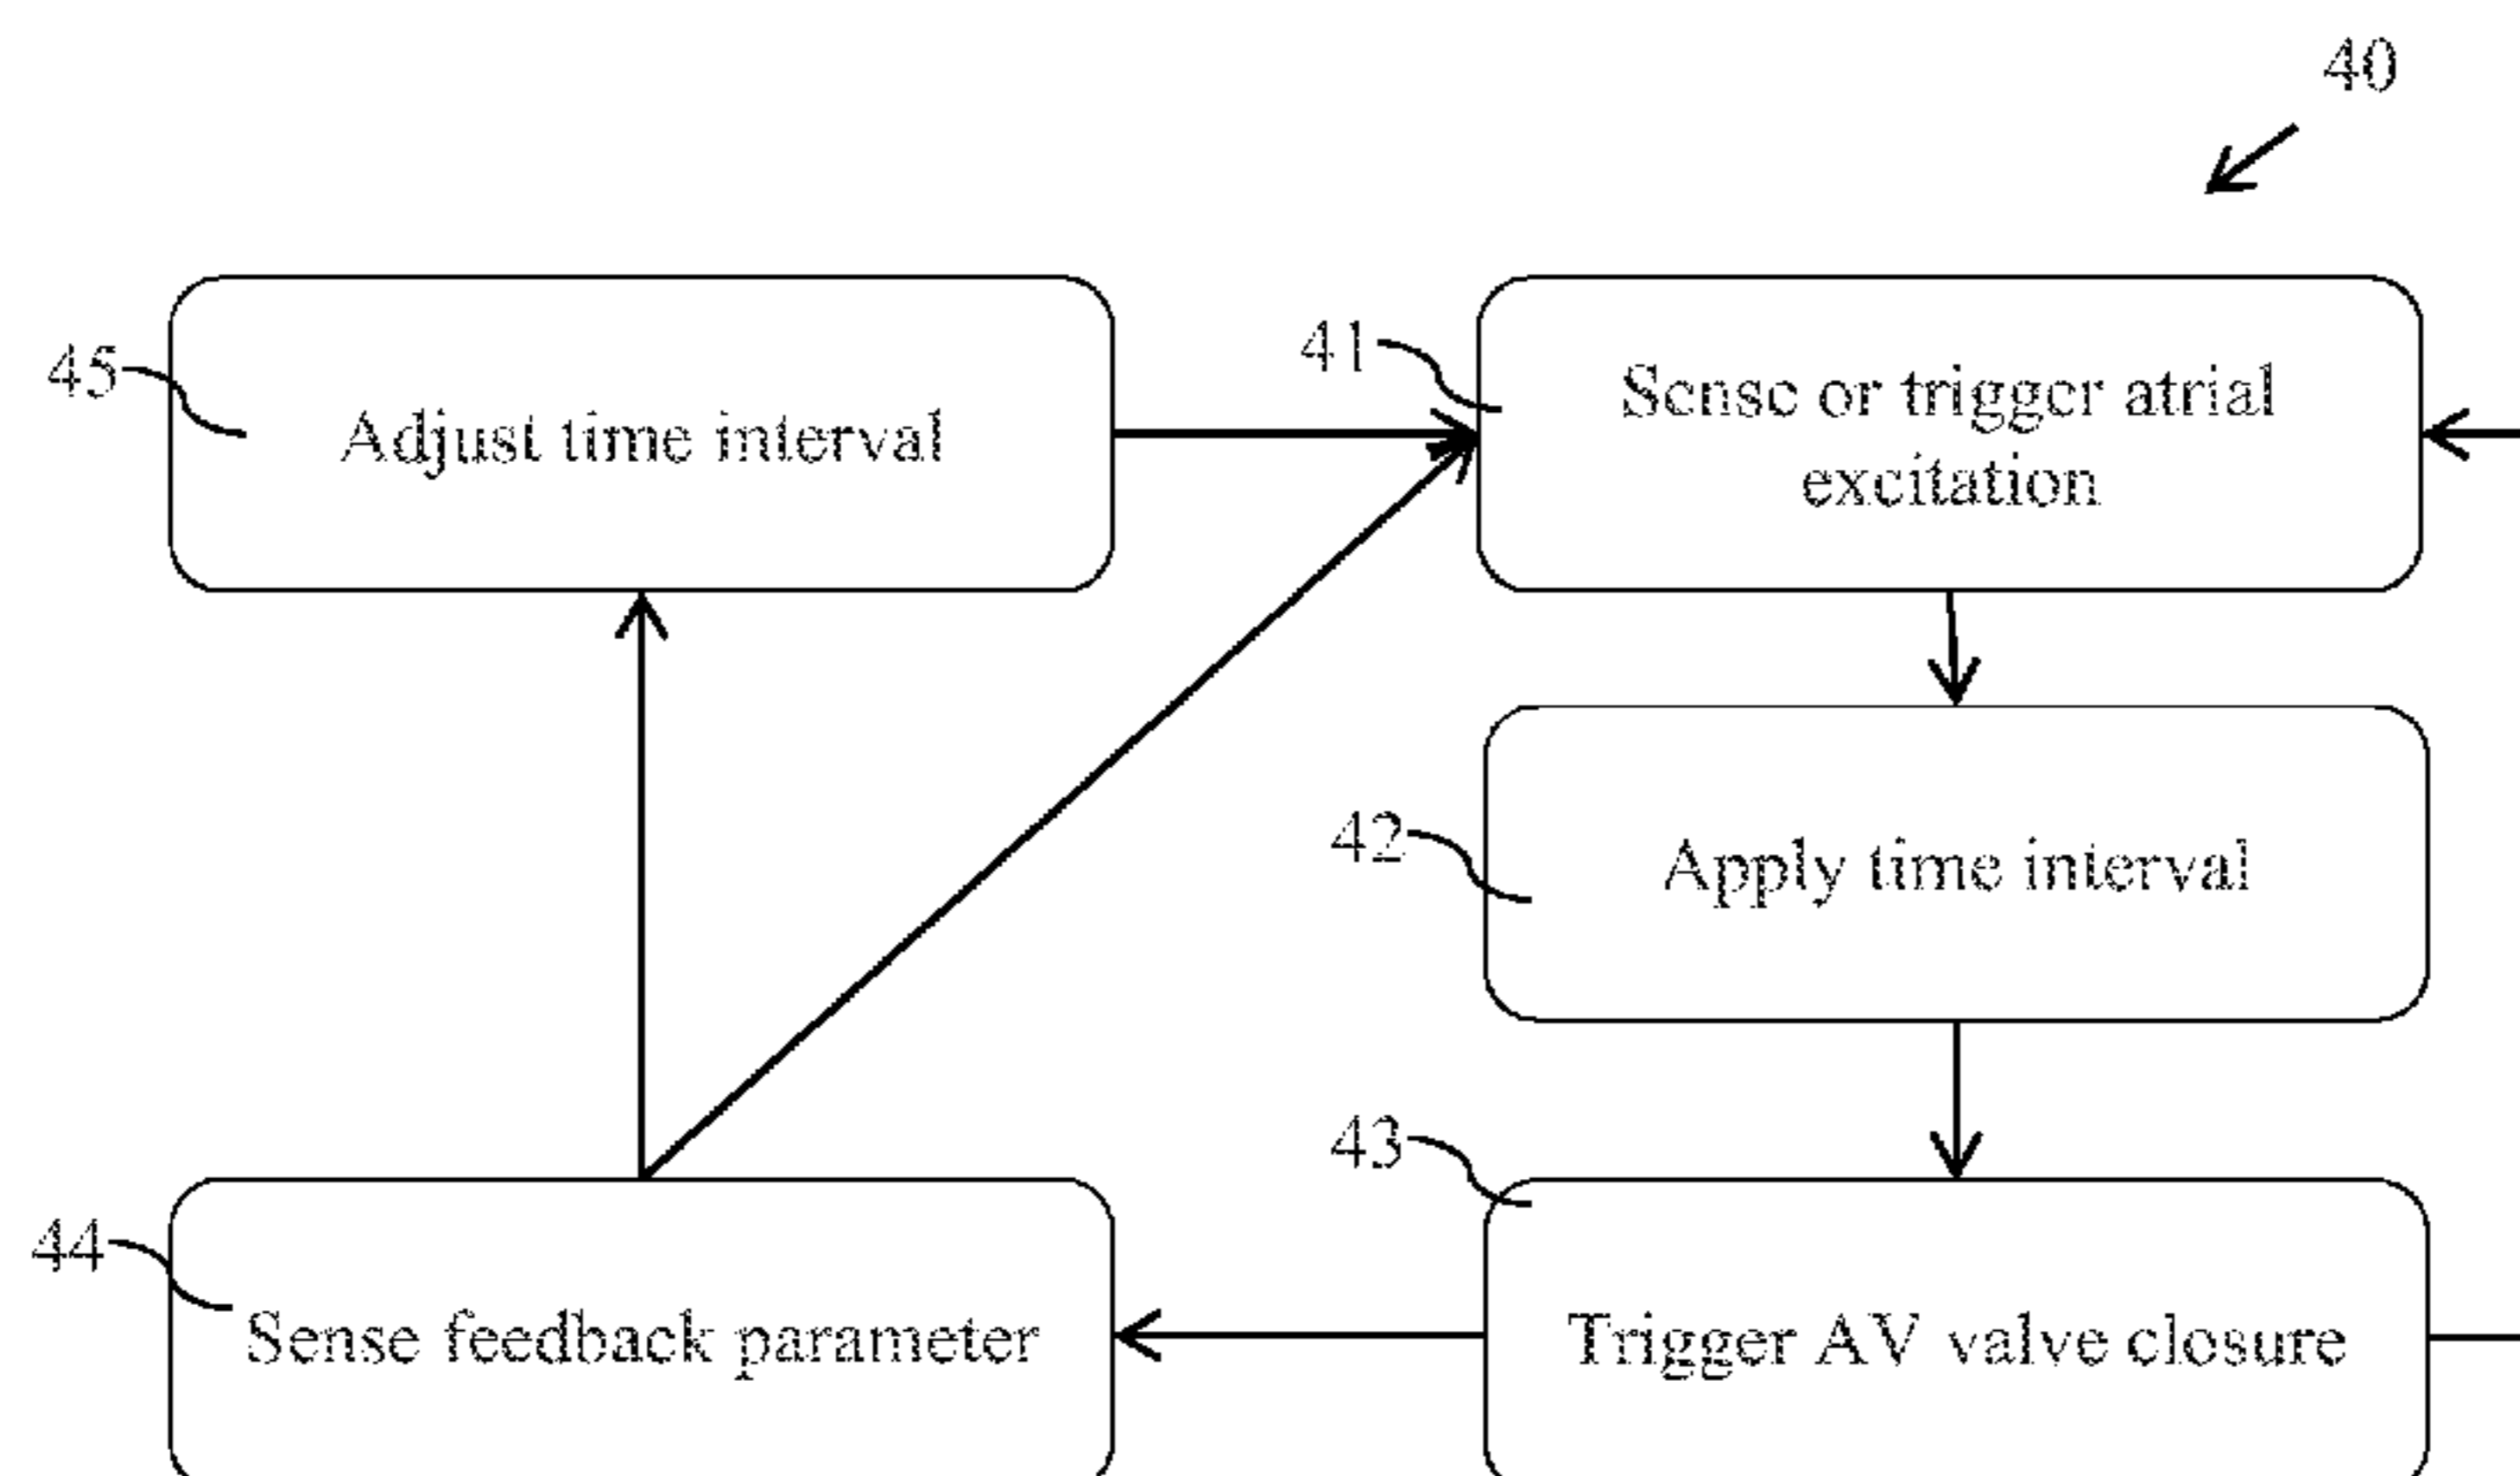 40
45
Adjust time interval
41
Sense or trigger atrial
excitation
42
Apply time interval
43
Trigger AV valve closure
44
Sense feedback parameter